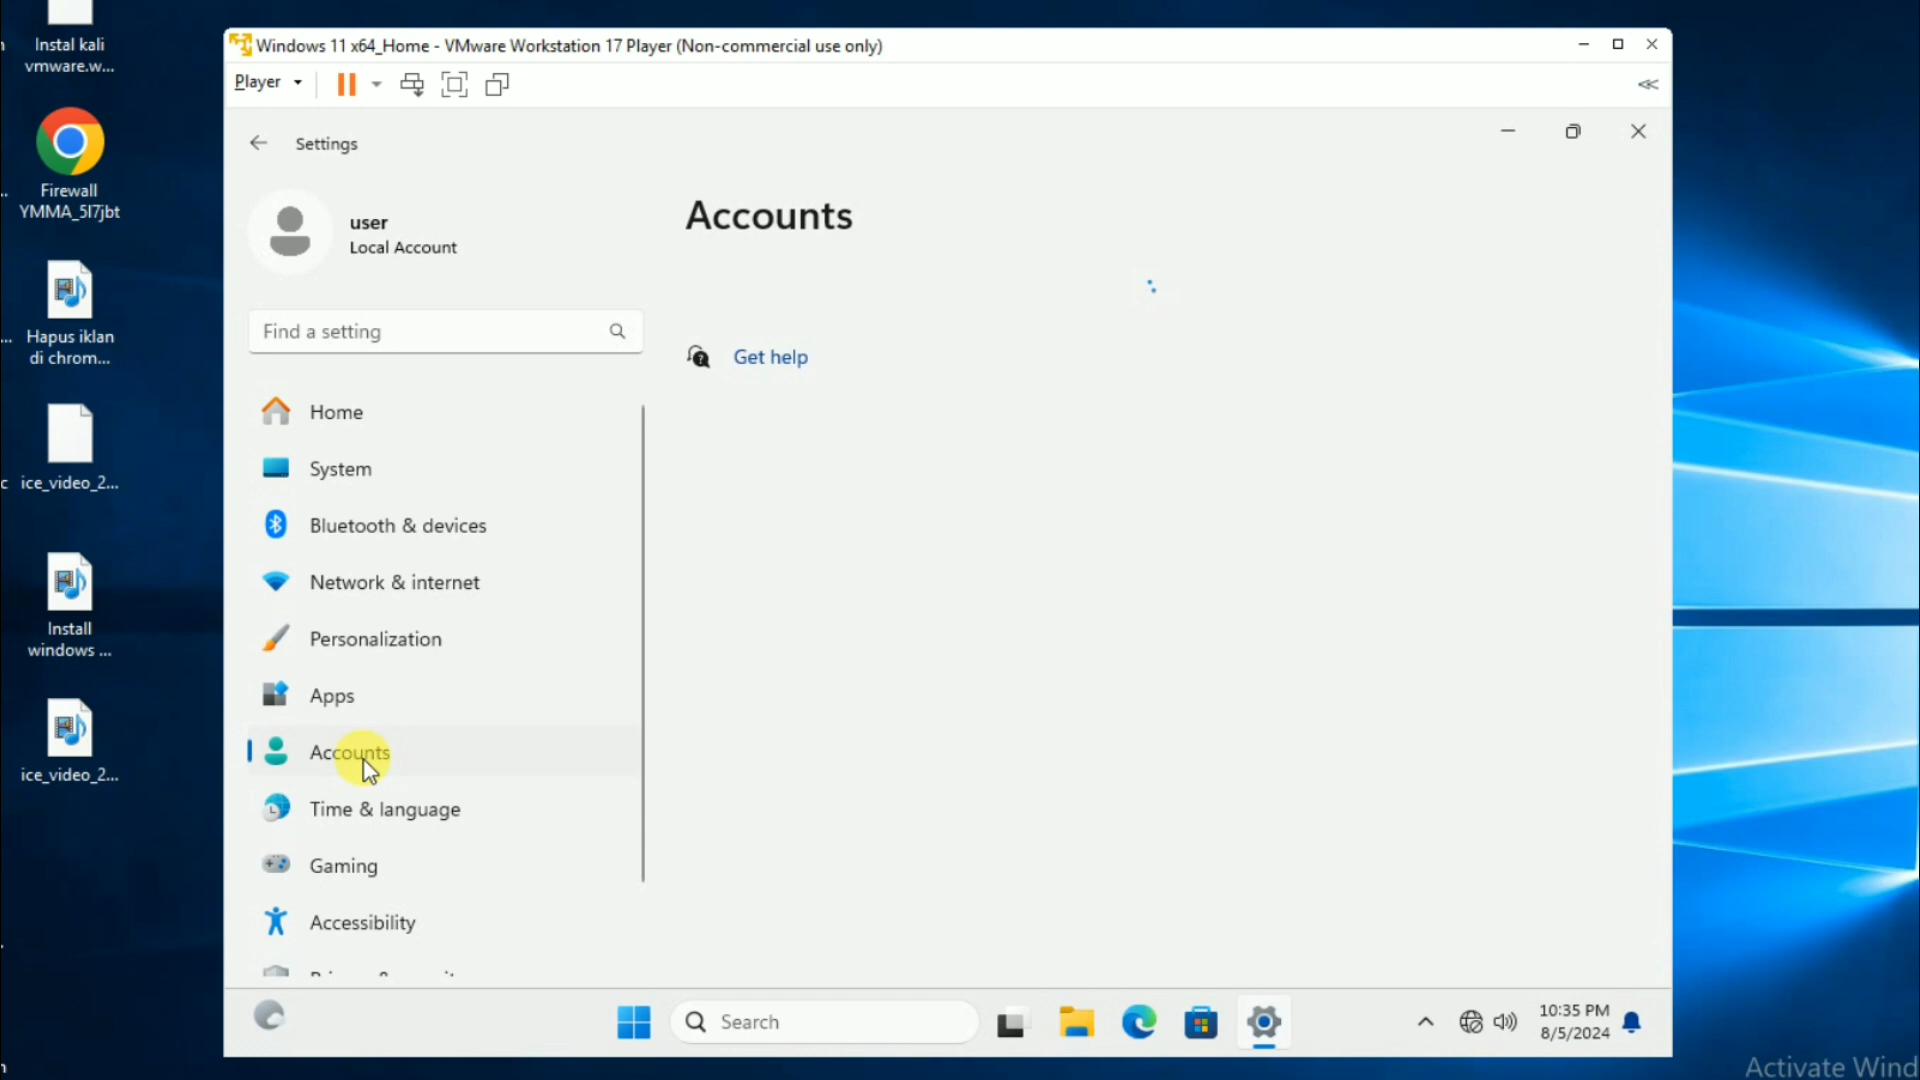 Instal kali
vmware.w...
Firewall
YMMA_5I7jbt
Hapus iklan
di chrom...
c ice_video_2...
Install
windows ...
ice_video_2...
Windows 11 x64_Home - VMware Workstation 17 Player (Non-commercial use only)
Player
Settings
user
Local Account
Find a setting
Home
System
Bluetooth & devices
Network & internet
Personalization
Apps
Accounts
Time & language
Gaming
Accessibility
Accounts
Get help
Search
10:35 PM
8/5/2024
Activate Wind